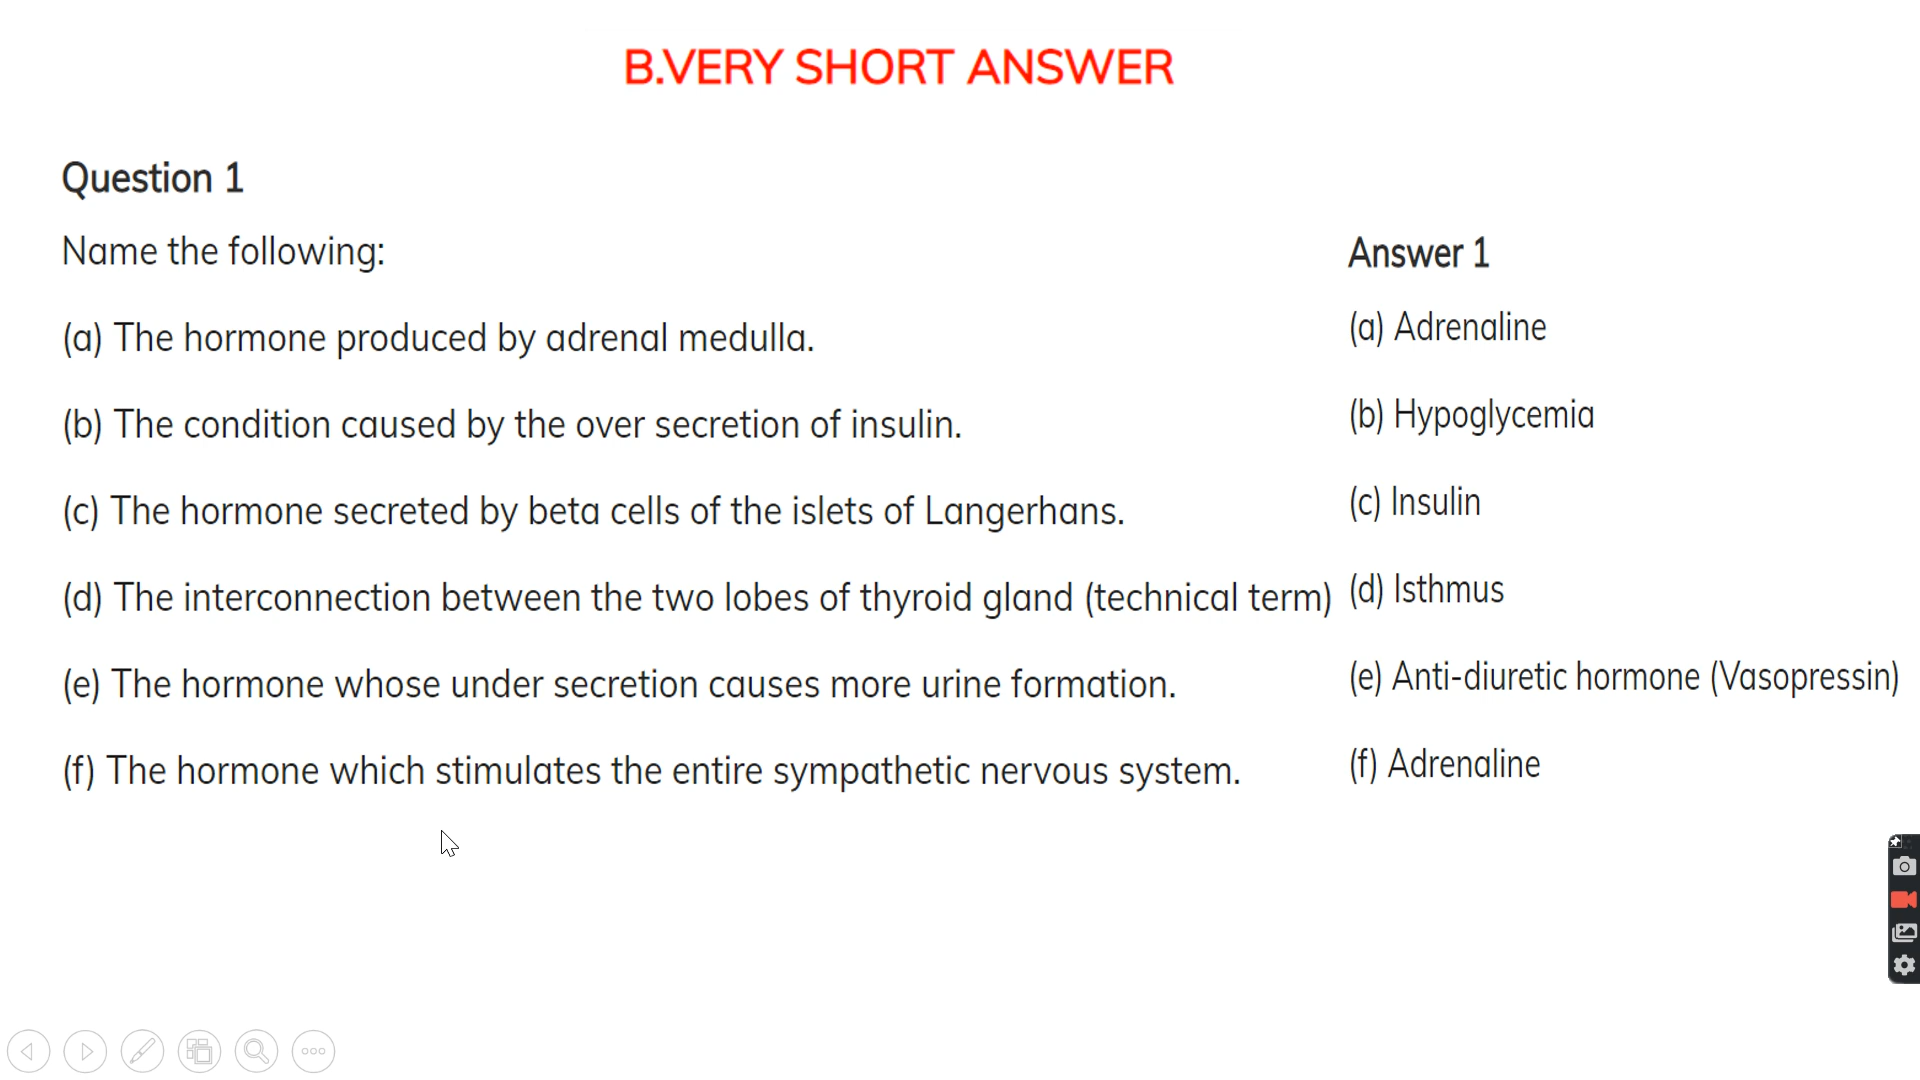 B.VERY SHORT ANSWER
Question 1
Name the following:
(a) The hormone produced by adrenal medulla.
(b) The condition caused by the over secretion of insulin.
(c) The hormone secreted by beta cells of the islets of Langerhans.
(d) The interconnection between the two lobes of thyroid gland (technical term)
(e) The hormone whose under secretion causes more urine formation.
(f) The hormone which stimulates the entire sympathetic nervous system.
Answer 1
(a) Adrenaline
(b) Hypoglycemia
(c) Insulin
(d) Isthmus
(e) Anti-diuretic hormone (Vasopressin)
(f) Adrenaline